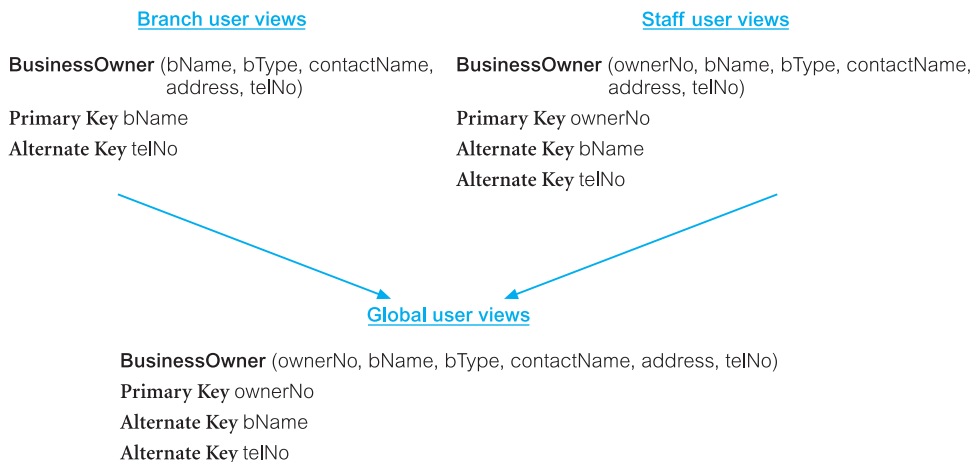 Branch user views
BusinessOwner (bName, bType, contactName,
address, telNo)
Primary Key bName
Alternate Key telNo
Staff user views
BusinessOwner (ownerNo, bName, bType, contactName,
address, telNo)
Primary Key ownerNo
Alternate Key bName
Alternate Key telNo
Global user views
BusinessOwner (ownerNo, bName, bType, contactName, address, telNo)
Primary Key ownerNo
Alternate Key bName
Alternate Key telNo